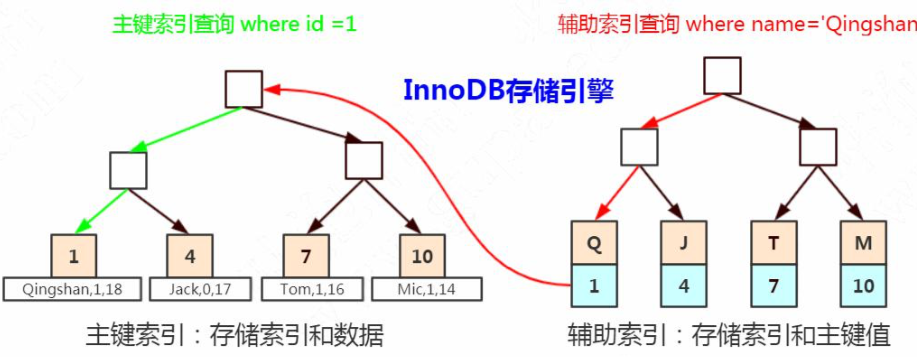 主键索引查询 where id =1
辅助索引查询 where name='Qingshan
InnoDB存储引擎
1
4
7
10
Qingshan,1,18
Jack,0,17
Tom,1,16
Mic,1,14
Q
J
T
M
1
4
7
10
主键索引：存储索引和数据
辅助索引：存储索引和主键值